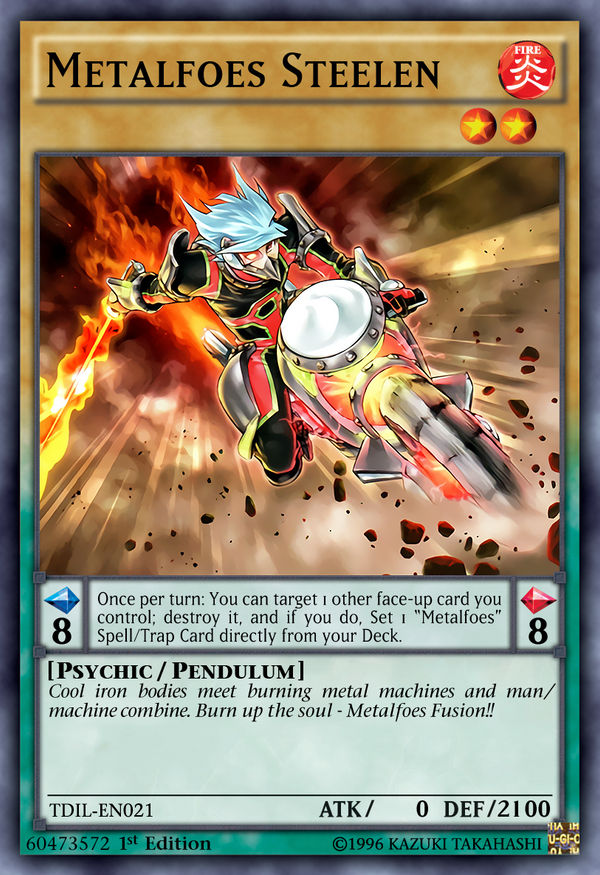 METALFOES STEELEN
FIRE
炎
8
Once per turn: You can target 1 other face-up card you
control; destroy it, and if you do, Set 1 “Metalfoes”
Spell/Trap Card directly from your Deck.
8
[PSYCHIC / PENDULUM]
Cool iron bodies meet burning metal machines and man/
machine combine. Burn up the soul - Metalfoes Fusion!!
TDIL-EN021 ATK/ 0 DEF/2100
60473572 1st Edition ©1996 KAZUKI TAKAHASHI